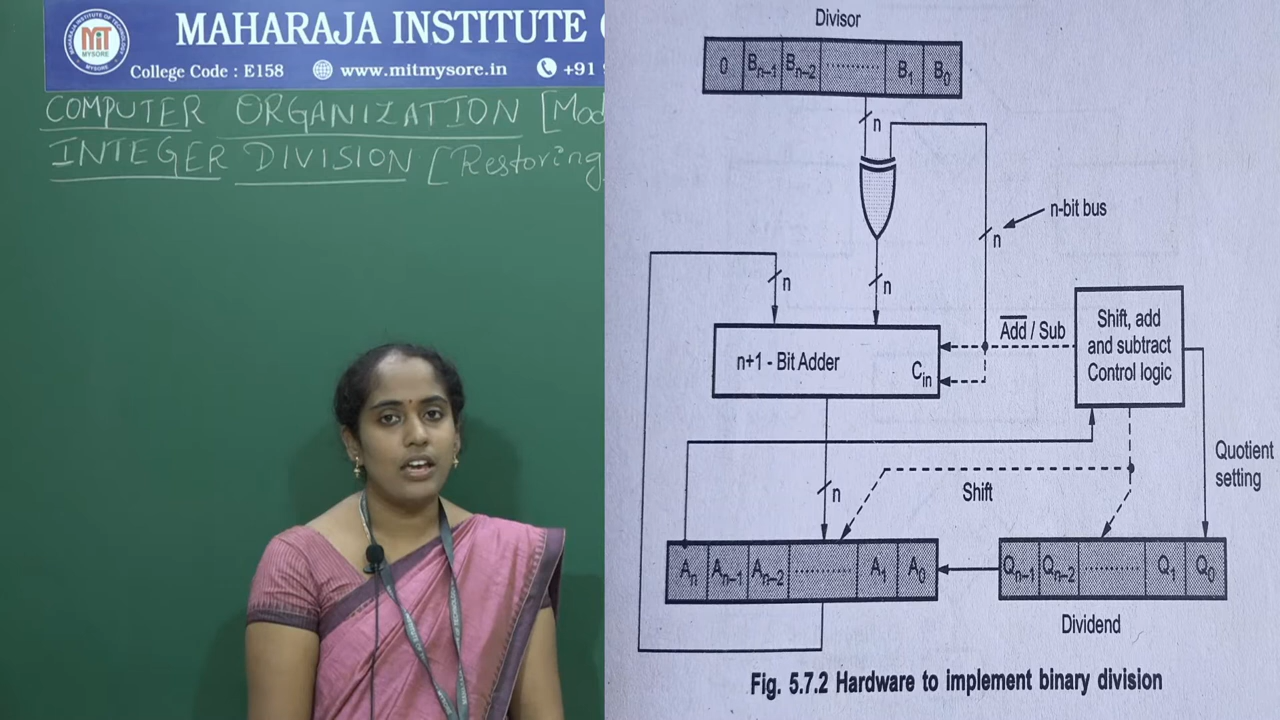 MAHARAJA INSTITUTE
College Code : E158 www.mitmysore.in +91
MIT
MYSORE
COMPUTER ORGANIZATION [Mod
INTEGER DIVISION [Restoring
Divisor
0 Bn–1 Bn–2 ........... B1 B0
n
n-bit bus
n
n
n
Add / Sub
Shift, add
and subtract
Control logic
n+1 - Bit Adder
Cin
Quotient
setting
n
Shift
An An–1 An–2 ........... A1 A0
Qn–1 Qn–2 .......... Q1 Q0
Dividend
Fig. 5.7.2 Hardware to implement binary division